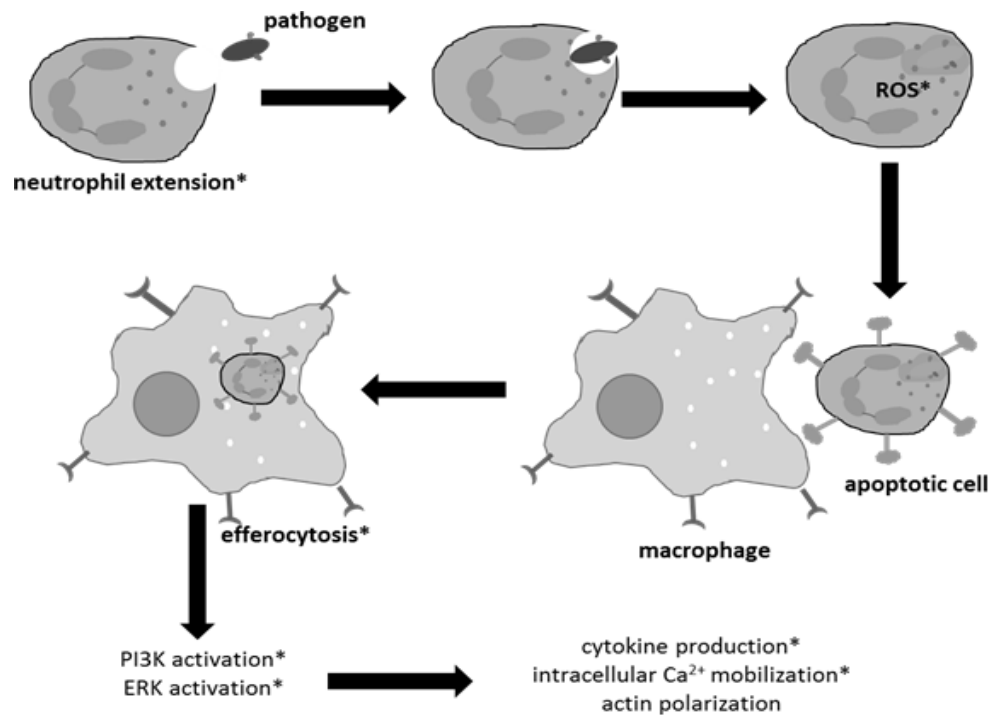 pathogen
ROS*
neutrophil extension*
apoptotic cell
efferocytosis*
macrophage
PI3K activation*
ERK activation*
cytokine production*
intracellular Ca²⁺ mobilization*
actin polarization